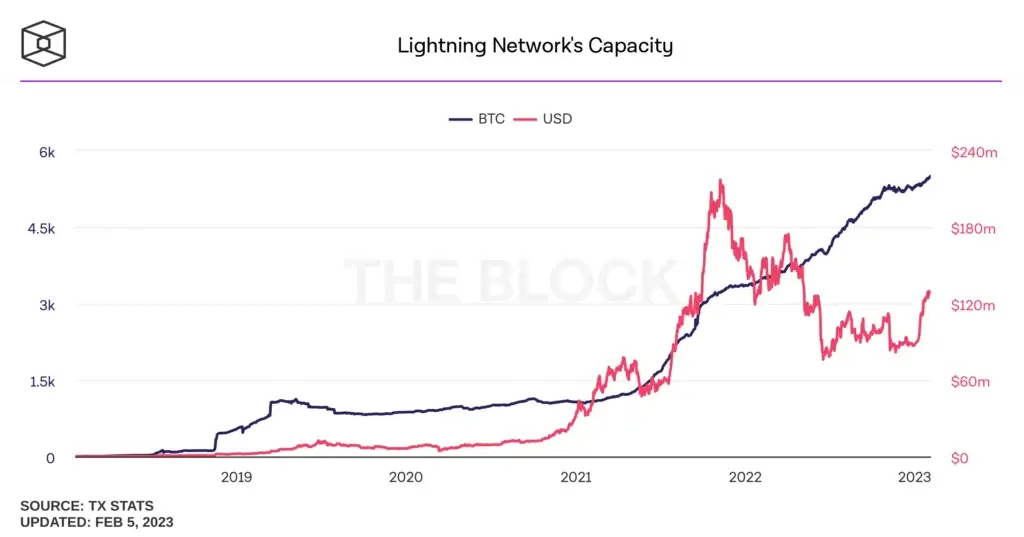 Lightning Network's Capacity
BTC USD
6k $240m
4.5k $180m
THE BLOCK
3k $120m
1.5k $60m
0 $0
2019 2020 2021 2022 2023
SOURCE: TX STATS
UPDATED: FEB 5, 2023